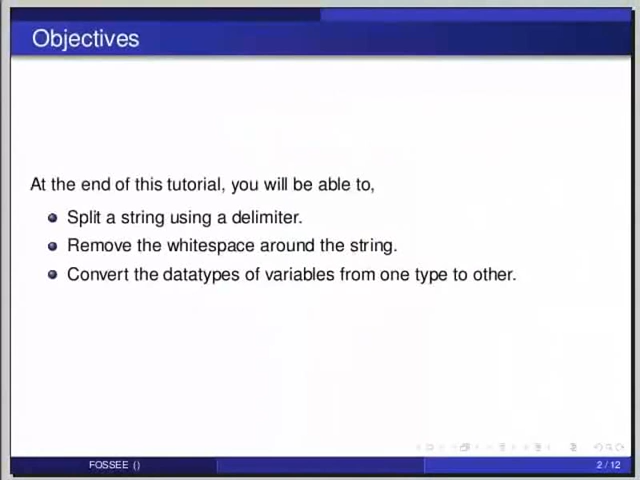 Objectives
At the end of this tutorial, you will be able to,
Split a string using a delimiter.
Remove the whitespace around the string.
Convert the datatypes of variables from one type to other.
FOSSEE ()
2 / 12